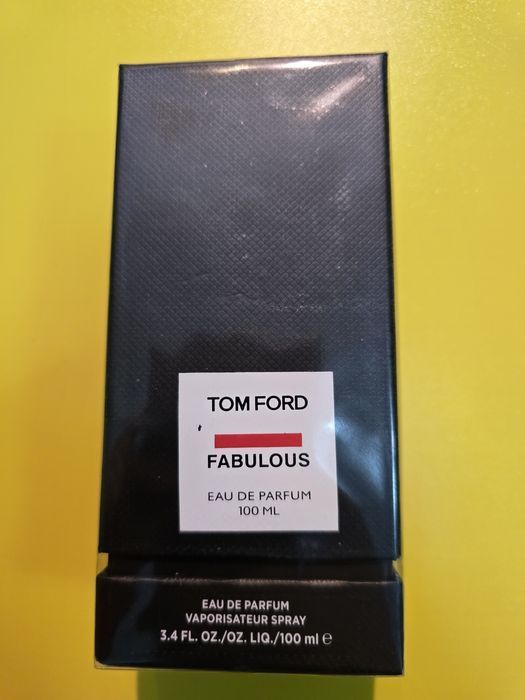 TOM FORD
FABULOUS
EAU DE PARFUM
100 ML
EAU DE PARFUM
VAPORISATEUR SPRAY
3.4 FL. OZ./OZ. LIQ./100 ml ℮